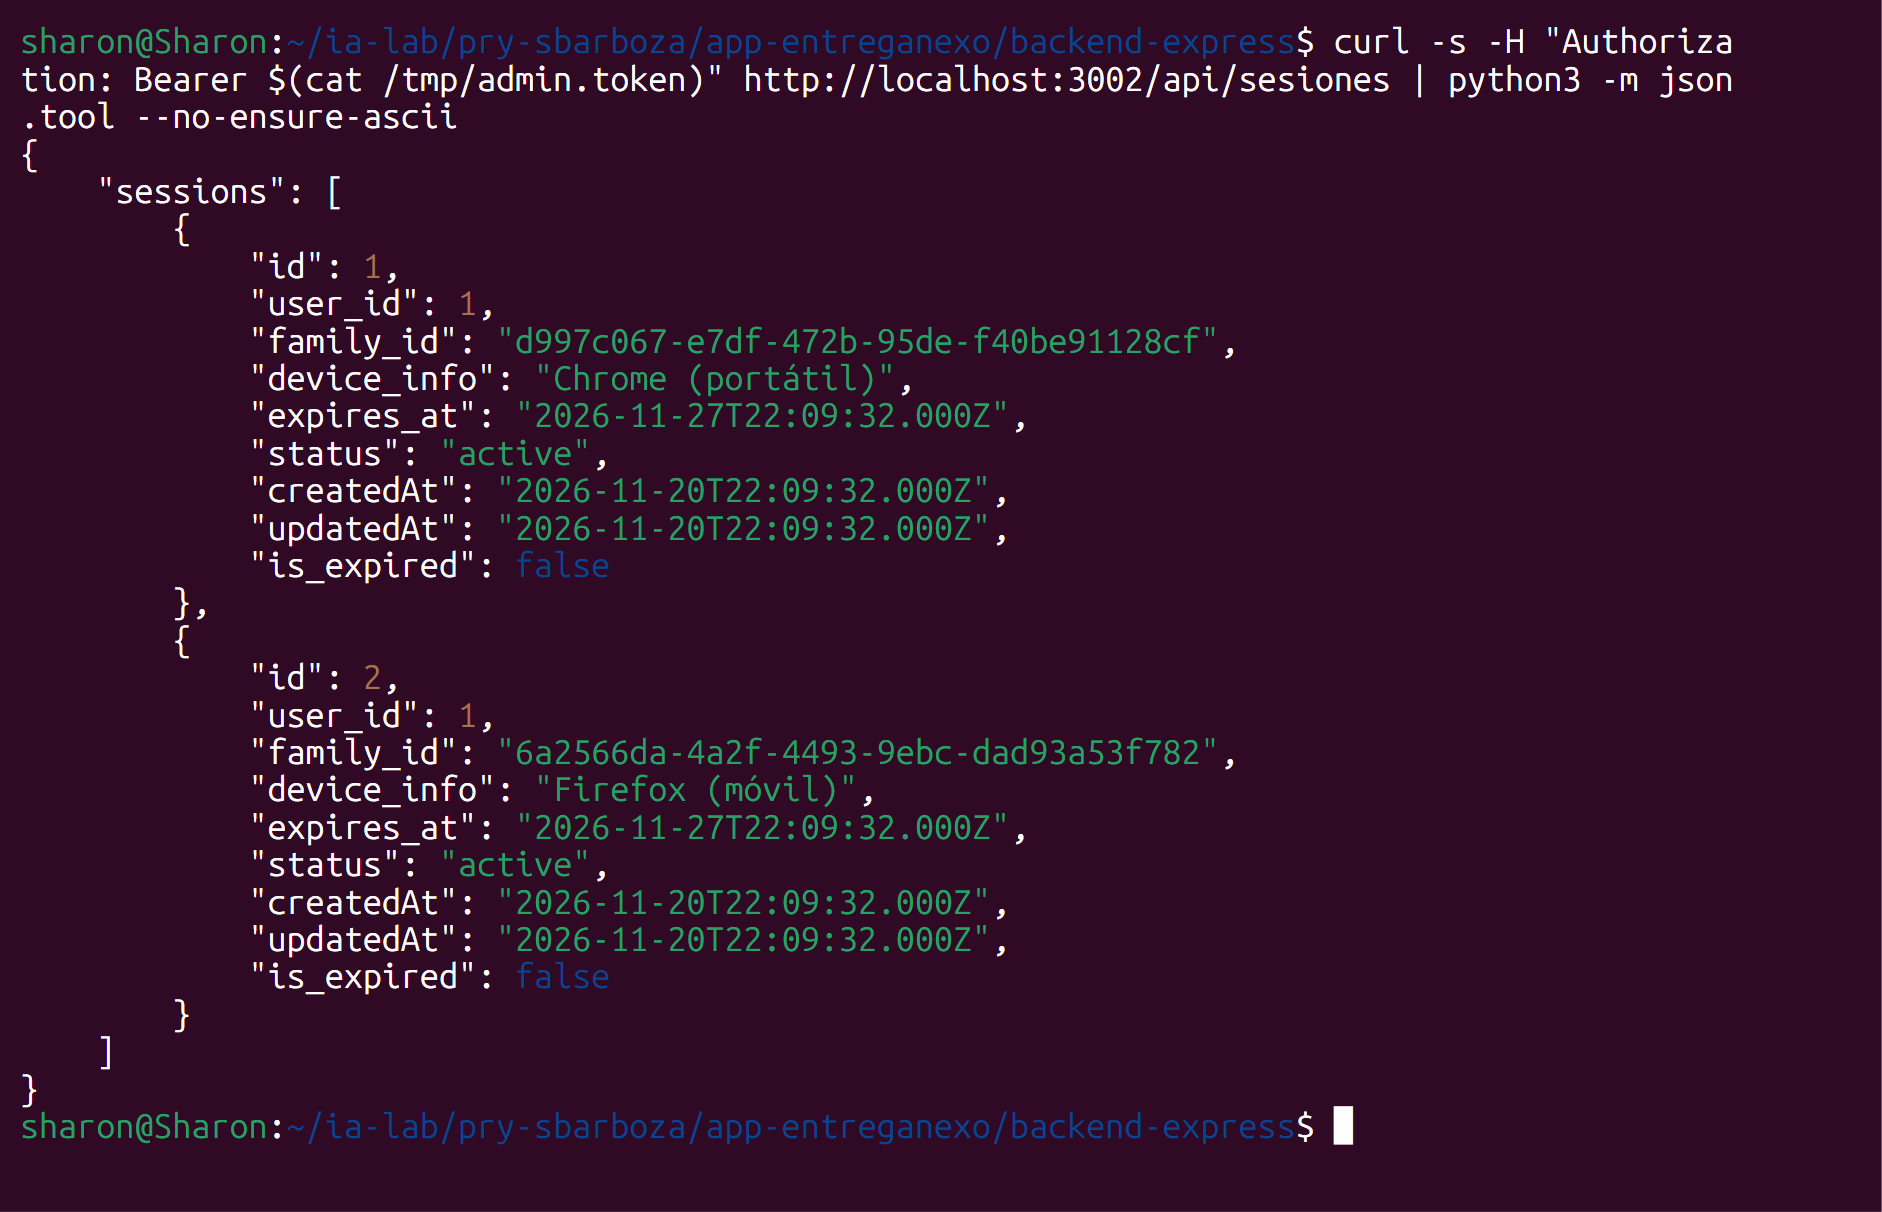 sharon@Sharon:~/ia-lab/pry-sbarboza/app-entreganexo/backend-express$ curl -s -H "Authoriza
tion: Bearer $(cat /tmp/admin.token)" http://localhost:3002/api/sesiones | python3 -m json
.tool --no-ensure-ascii
{
    "sessions": [
        {
            "id": 1,
            "user_id": 1,
            "family_id": "d997c067-e7df-472b-95de-f40be91128cf",
            "device_info": "Chrome (portátil)",
            "expires_at": "2026-11-27T22:09:32.000Z",
            "status": "active",
            "createdAt": "2026-11-20T22:09:32.000Z",
            "updatedAt": "2026-11-20T22:09:32.000Z",
            "is_expired": false
        },
        {
            "id": 2,
            "user_id": 1,
            "family_id": "6a2566da-4a2f-4493-9ebc-dad93a53f782",
            "device_info": "Firefox (móvil)",
            "expires_at": "2026-11-27T22:09:32.000Z",
            "status": "active",
            "createdAt": "2026-11-20T22:09:32.000Z",
            "updatedAt": "2026-11-20T22:09:32.000Z",
            "is_expired": false
        }
    ]
}
sharon@Sharon:~/ia-lab/pry-sbarboza/app-entreganexo/backend-express$